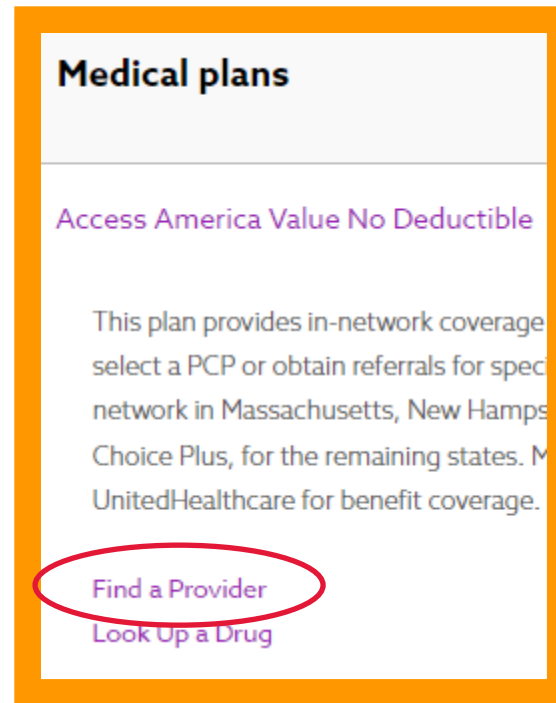 Medical plans
Access America Value No Deductible
This plan provides in-network coverage
select a PCP or obtain referrals for
network in Massachusetts, New
Choice Plus, for the remaining states.
UnitedHealthcare for benefit coverage.
Find a Provider
Look Up a Drug